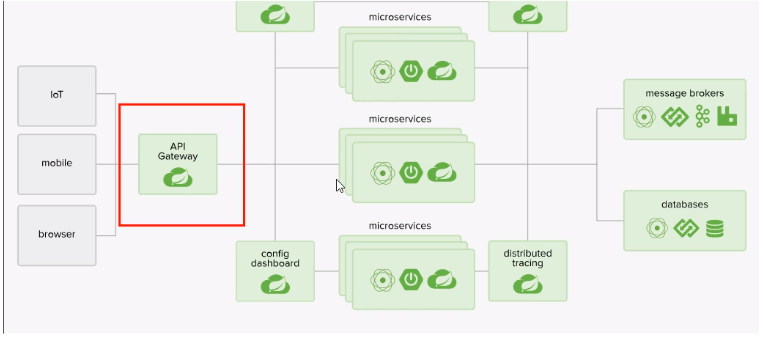 microservices
IoT
mobile
browser
API
Gateway
microservices
microservices
config
dashboard
distributed
tracing
message brokers
databases